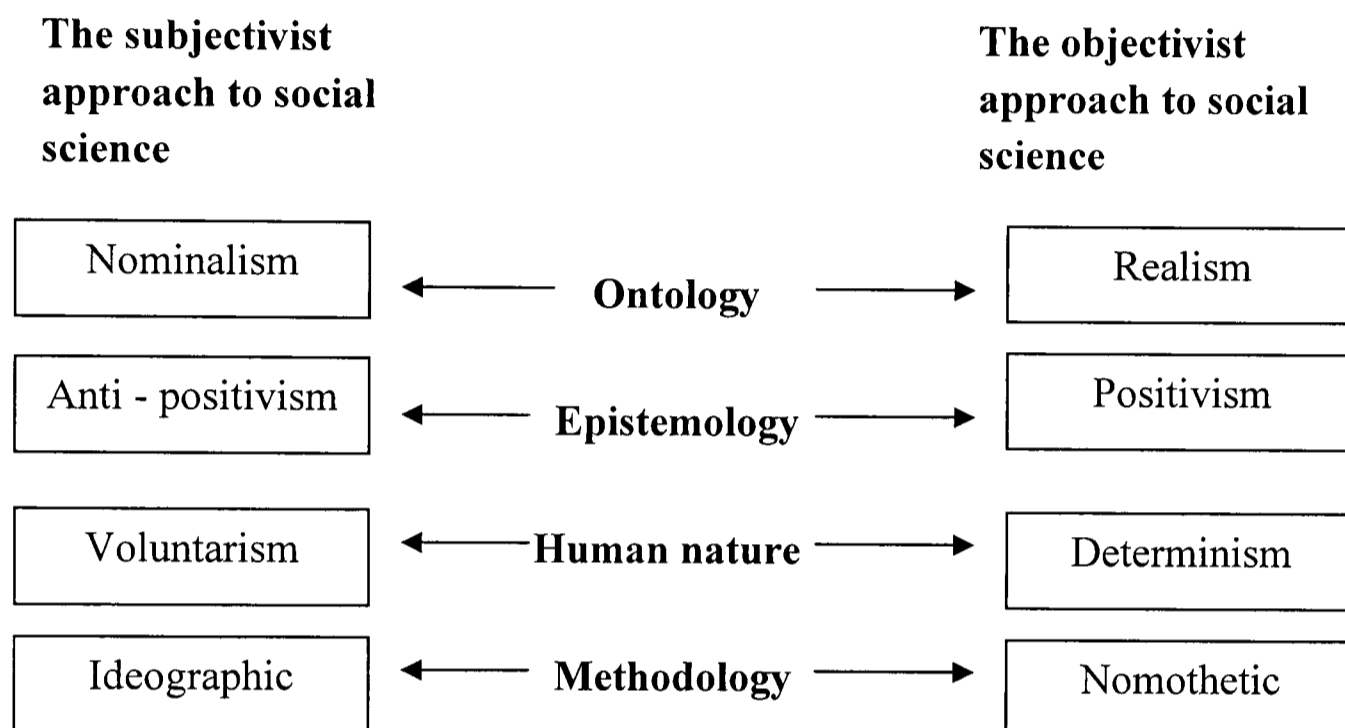 The subjectivist
approach to social
science
The objectivist
approach to social
science
Nominalism
Ontology
Realism
Anti - positivism
Epistemology
Positivism
Voluntarism
Human nature
Determinism
Ideographic
Methodology
Nomothetic